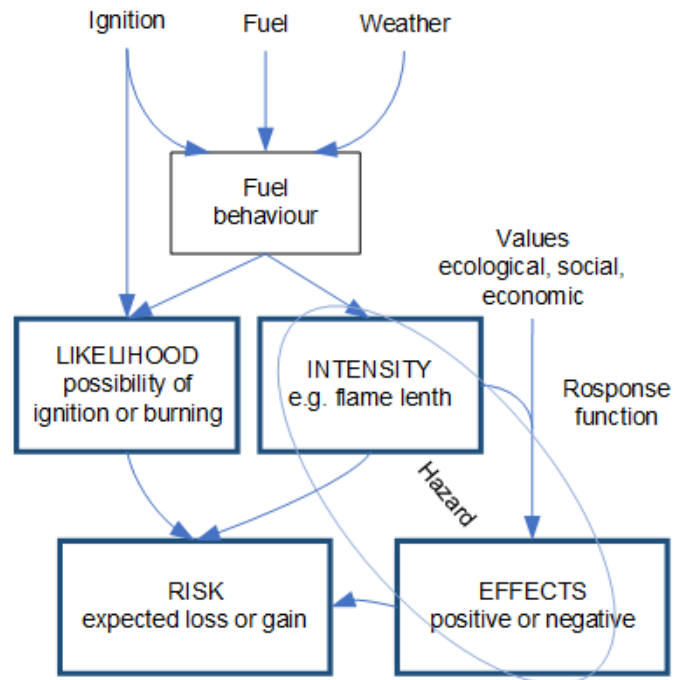 Ignition Fuel Weather
Fuel
behaviour
Values
ecological, social,
economic
LIKELIHOOD
possibility of
ignition or burning
INTENSITY
e.g. flame lenth
Rosponse
function
Hazard
RISK
expected loss or gain
EFFECTS
positive or negative